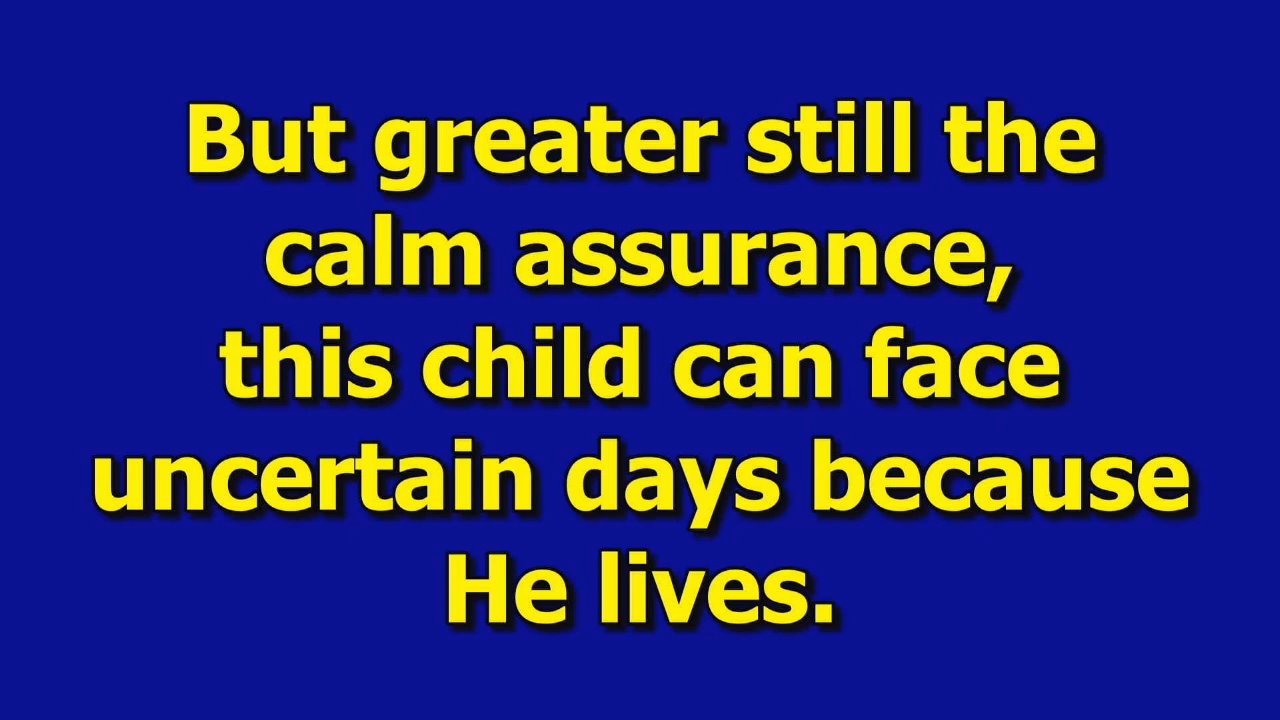 But greater still the
calm assurance,
this child can face
uncertain days because
He lives.